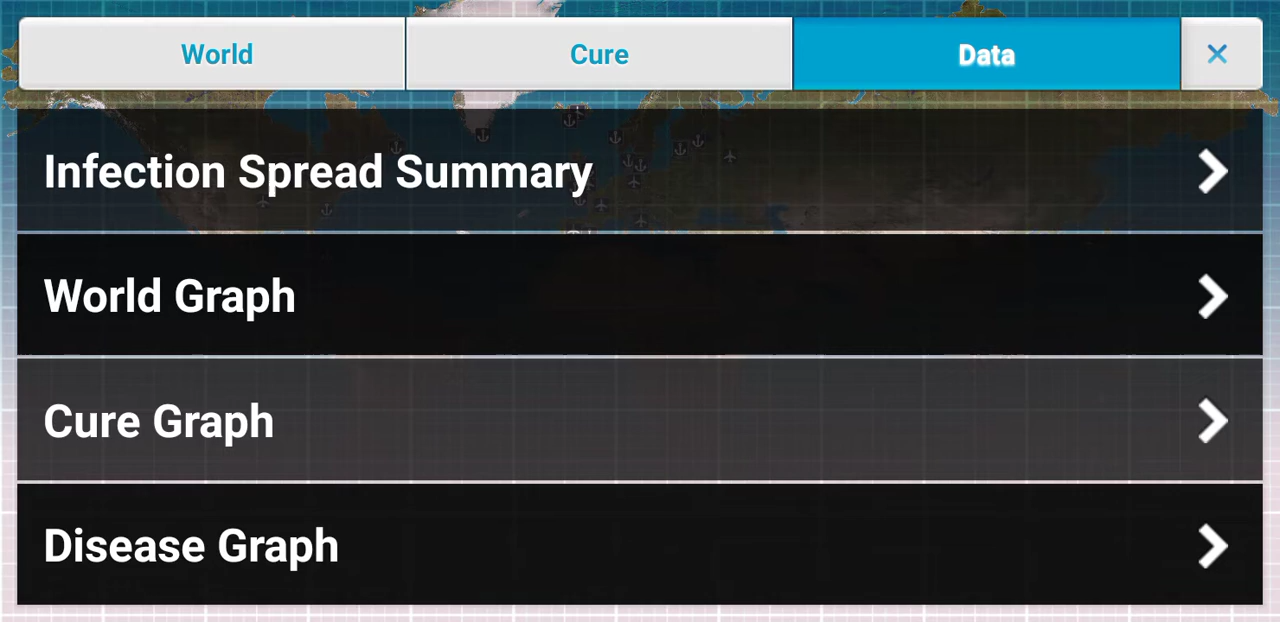 World
Cure
Data
Infection Spread Summary
World Graph
Cure Graph
Disease Graph